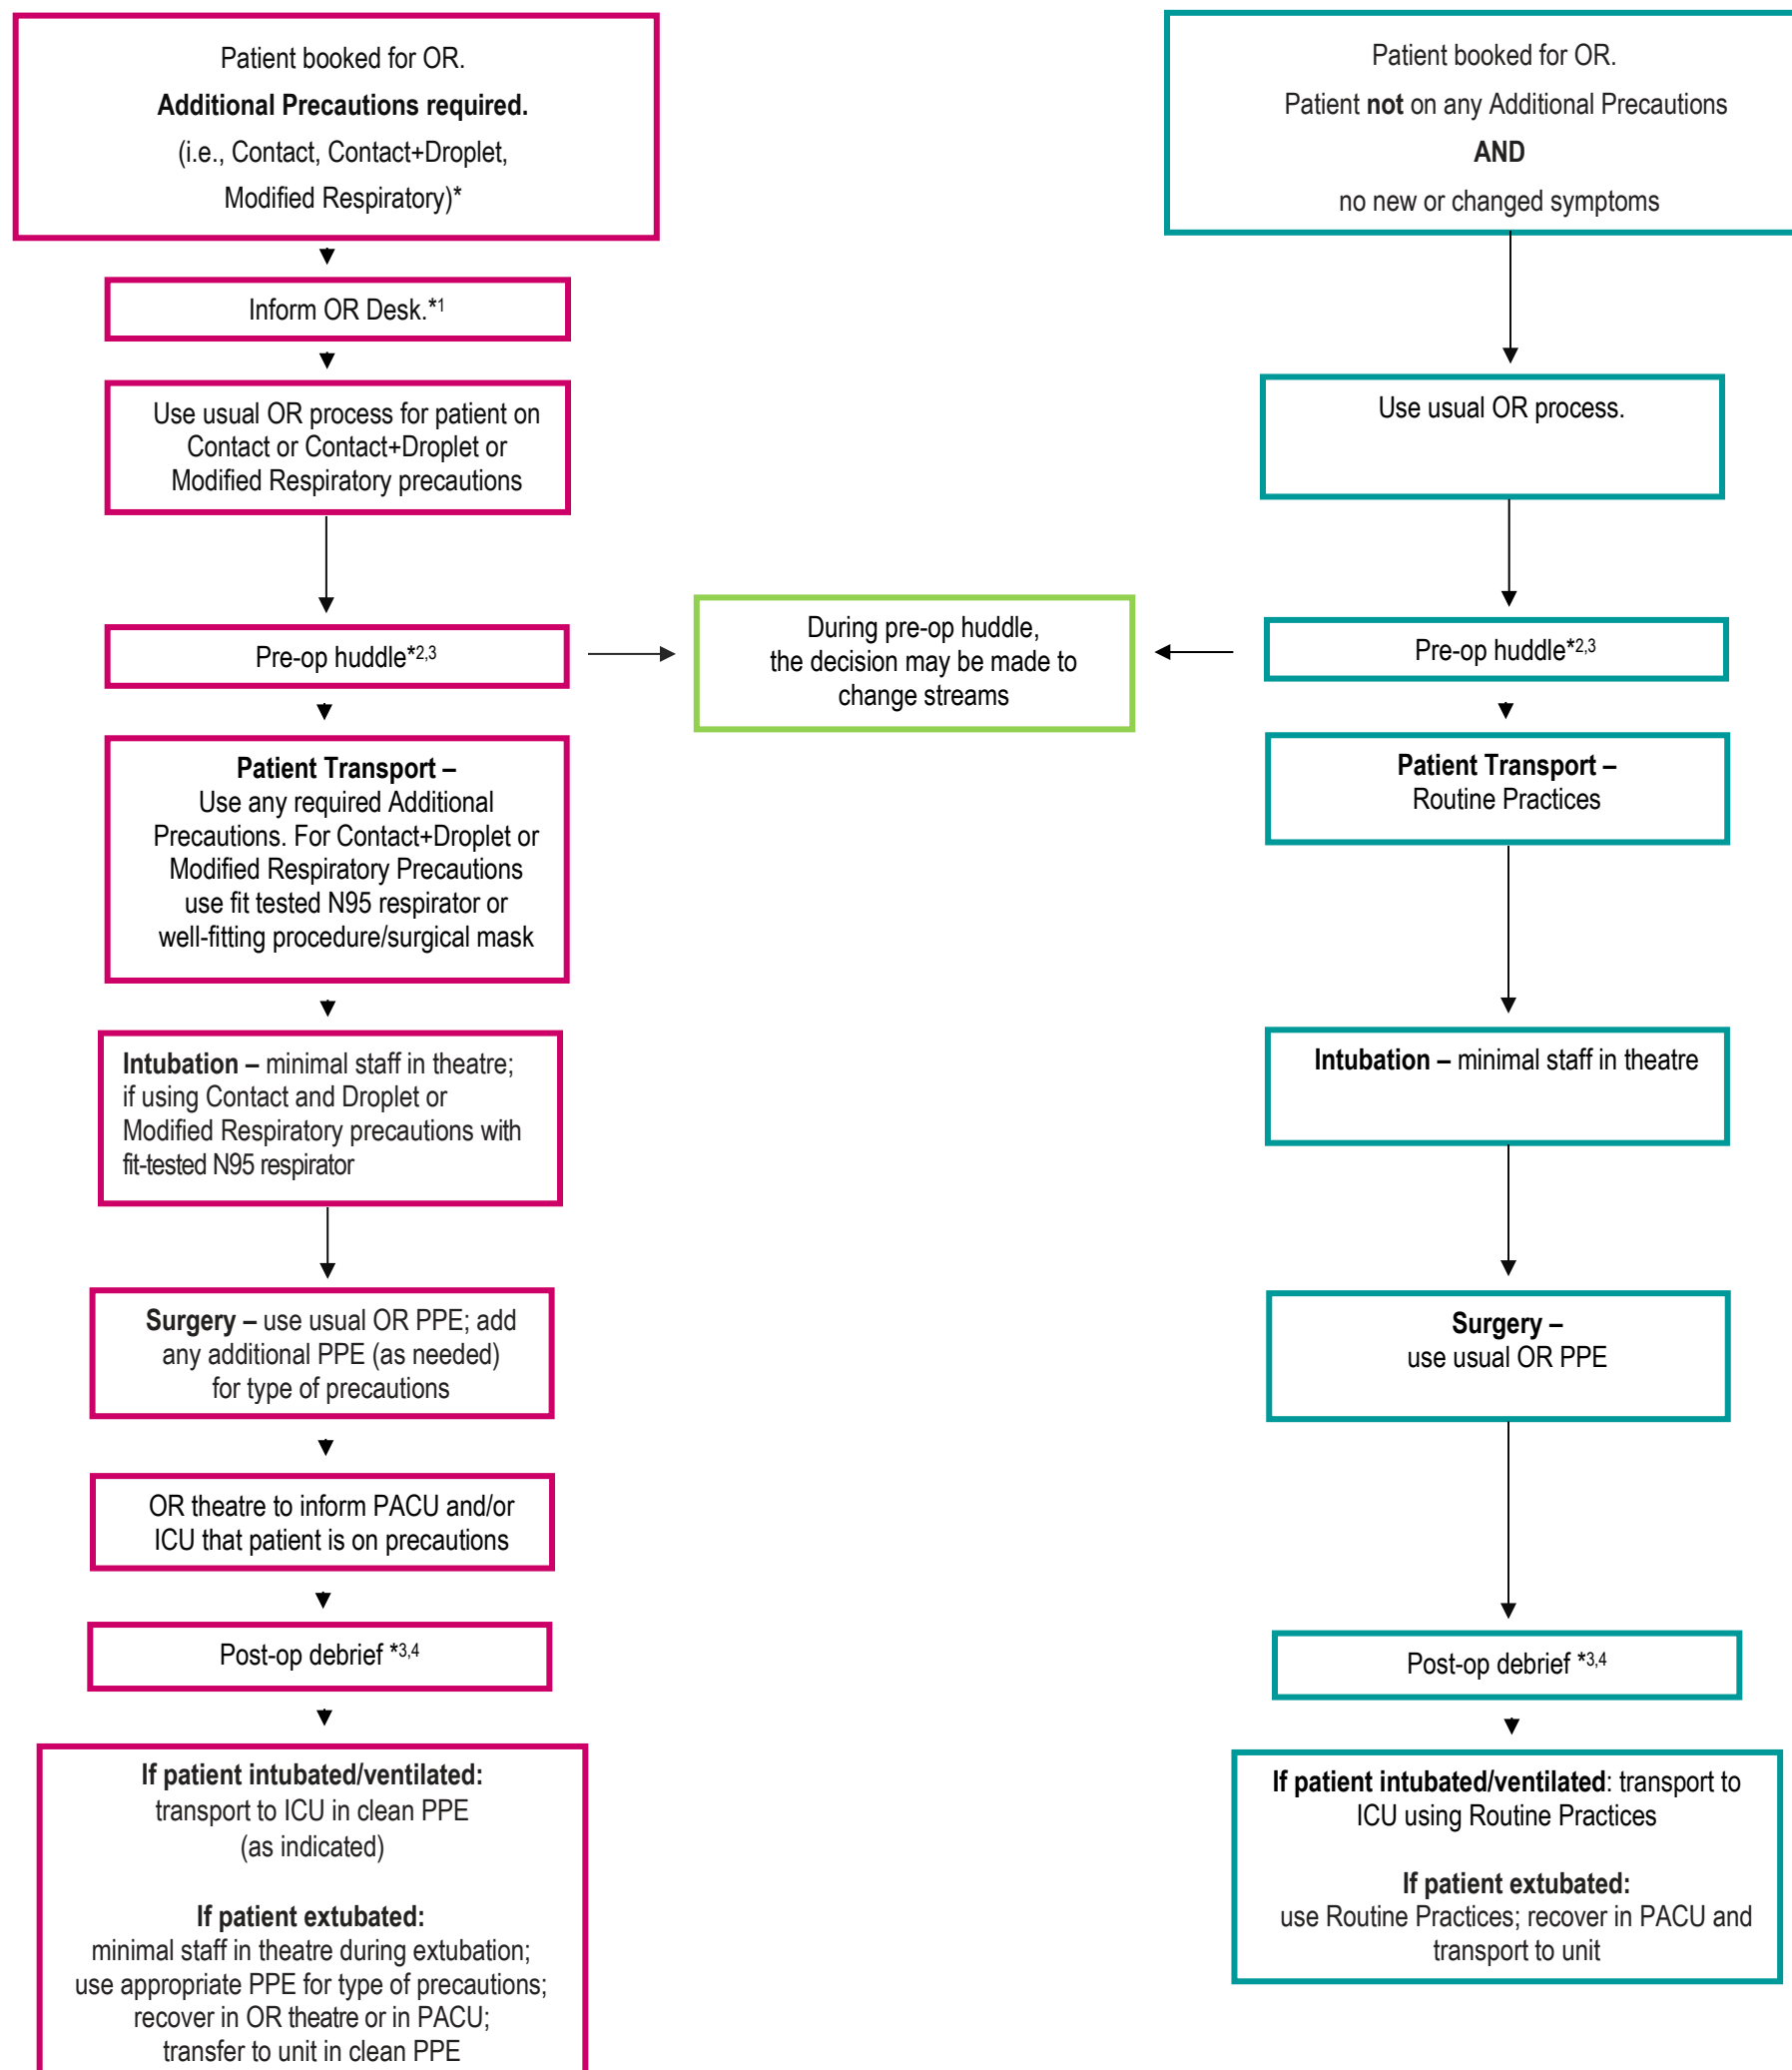 Patient booked for OR.
Additional Precautions required.
(i.e., Contact, Contact+Droplet,
Modified Respiratory)*
Inform OR Desk.*1
Use usual OR process for patient on
Contact or Contact+Droplet or
Modified Respiratory precautions
Pre-op huddle*2,3
Patient Transport –
Use any required Additional
Precautions. For Contact+Droplet or
Modified Respiratory Precautions
use fit tested N95 respirator or
well-fitting procedure/surgical mask
Intubation – minimal staff in theatre;
if using Contact and Droplet or
Modified Respiratory precautions with
fit-tested N95 respirator
Surgery – use usual OR PPE; add
any additional PPE (as needed)
for type of precautions
OR theatre to inform PACU and/or
ICU that patient is on precautions
Post-op debrief *3,4
If patient intubated/ventilated:
transport to ICU in clean PPE
(as indicated)
If patient extubated:
minimal staff in theatre during extubation;
use appropriate PPE for type of precautions;
recover in OR theatre or in PACU;
transfer to unit in clean PPE
During pre-op huddle,
the decision may be made to
change streams
Patient booked for OR.
Patient not on any Additional Precautions
AND
no new or changed symptoms
Use usual OR process.
Pre-op huddle*2,3
Patient Transport –
Routine Practices
Intubation – minimal staff in theatre
Surgery –
use usual OR PPE
Post-op debrief *3,4
If patient intubated/ventilated: transport to
ICU using Routine Practices
If patient extubated:
use Routine Practices; recover in PACU and
transport to unit